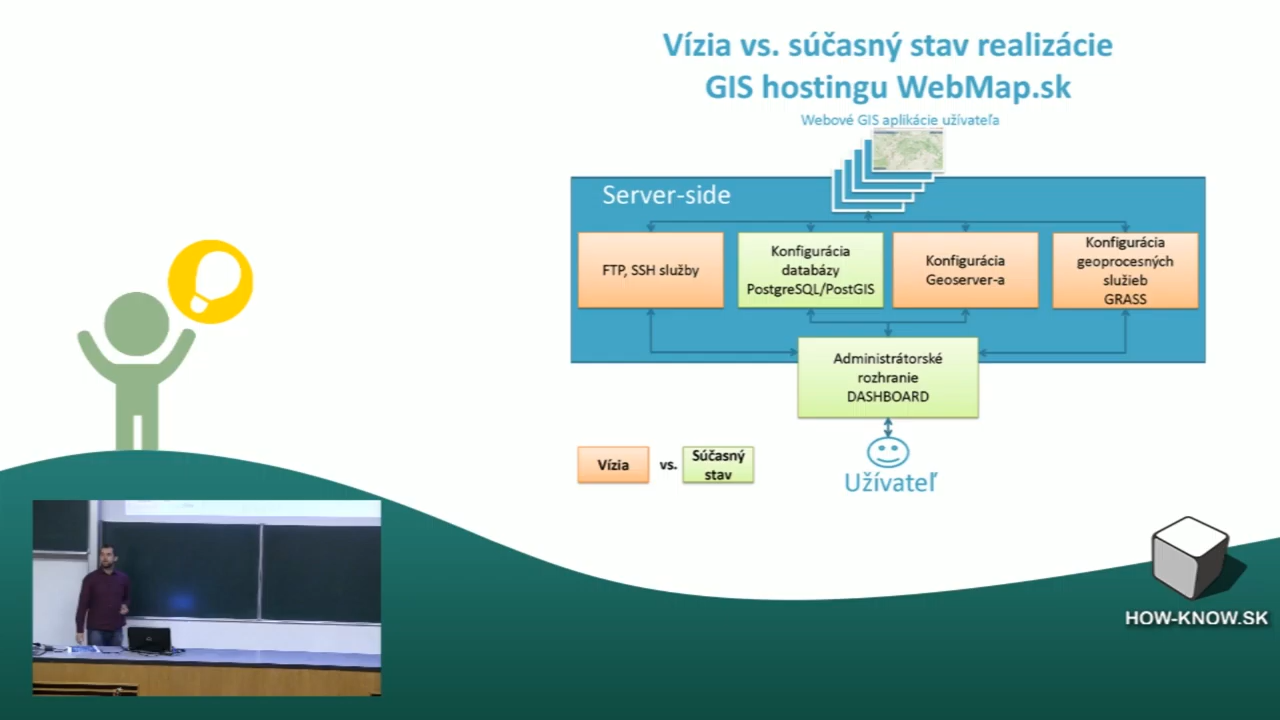 Vízia vs. súčasný stav realizácie
GIS hostingu WebMap.sk
Webové GIS aplikácie užívateľa
Server-side
FTP, SSH služby
Konfigurácia
databázy
PostgreSQL/PostGIS
Konfigurácia
Geoserver-a
Konfigurácia
geoprocesných
služieb
GRASS
Administrátorské
rozhranie
DASHBOARD
Vízia
vs.
Súčasný
stav
Užívateľ
HOW-KNOW.SK